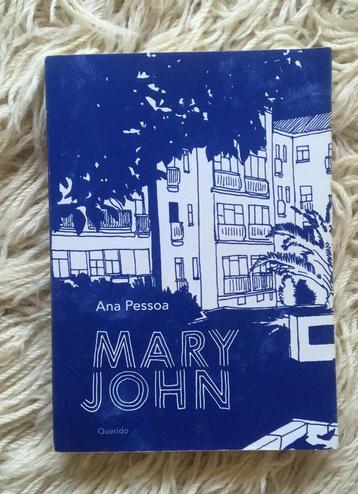 Ana Pessoa
MARY
JOHN
Querido